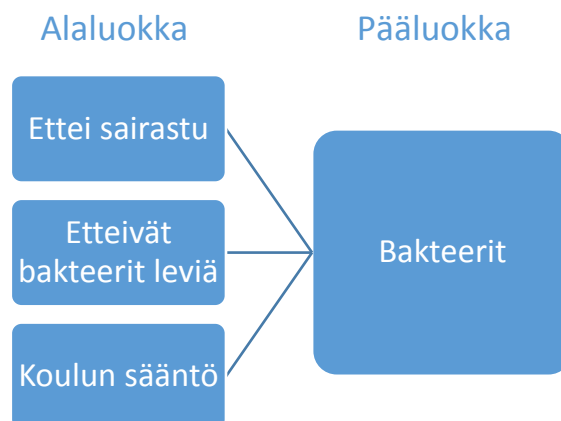 Alaluokka
Pääluokka
Ettei sairastu
Etteivät
bakteerit leviä
Koulun sääntö
Bakteerit